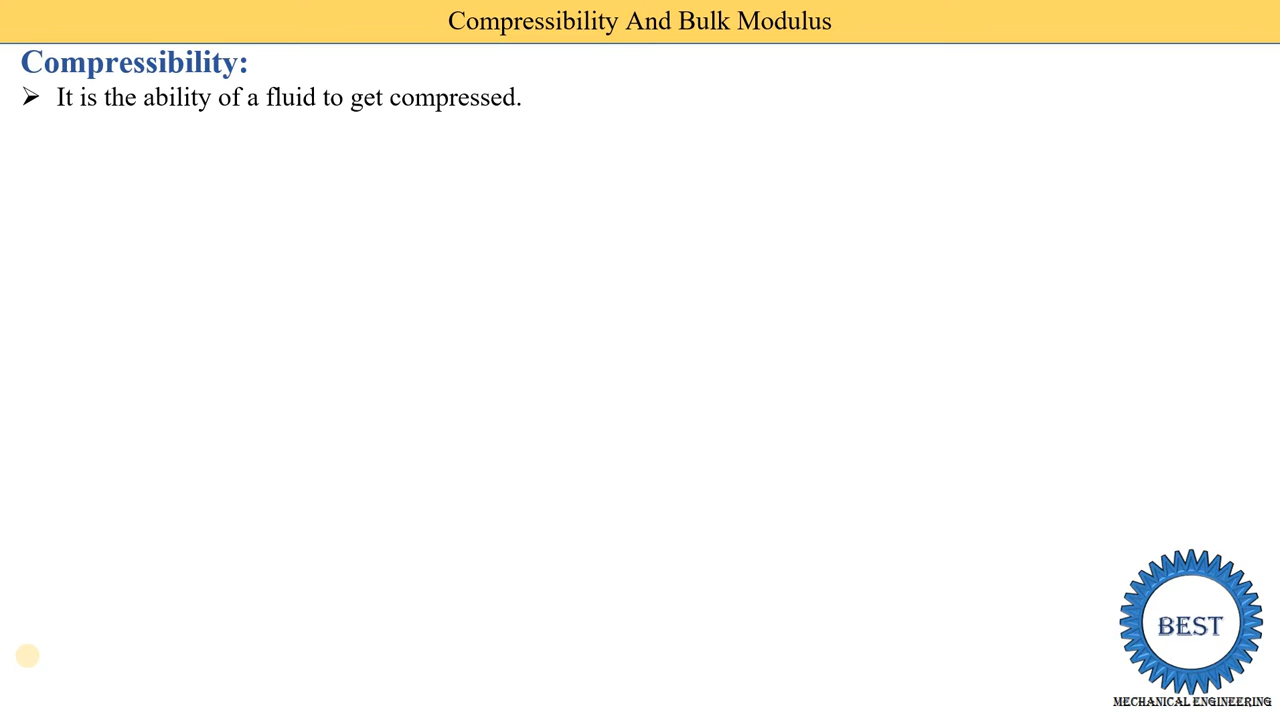 Compressibility And Bulk Modulus
Compressibility:
➢ It is the ability of a fluid to get compressed.
BEST
MECHANICAL ENGINEERING